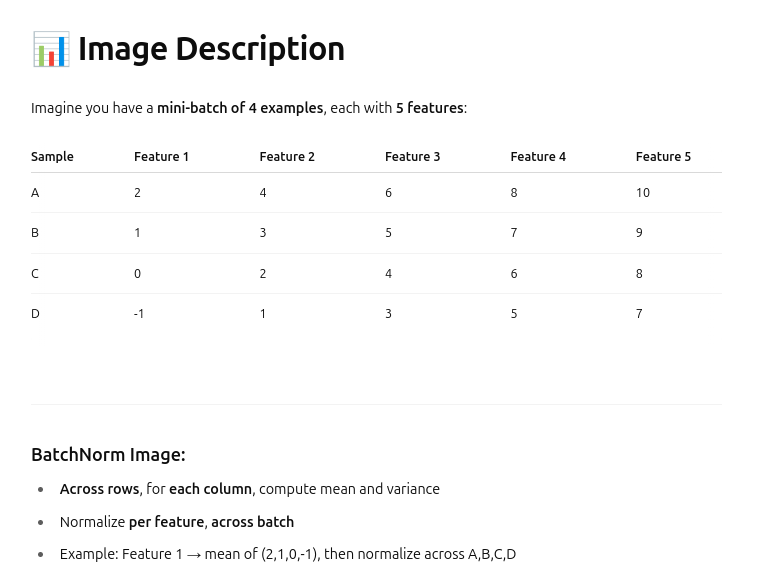 📊 Image Description
Imagine you have a mini-batch of 4 examples, each with 5 features:
Sample Feature 1 Feature 2 Feature 3 Feature 4 Feature 5
A 2 4 6 8 10
B 1 3 5 7 9
C 0 2 4 6 8
D -1 1 3 5 7
BatchNorm Image:
• Across rows, for each column, compute mean and variance
• Normalize per feature, across batch
• Example: Feature 1 → mean of (2,1,0,-1), then normalize across A,B,C,D